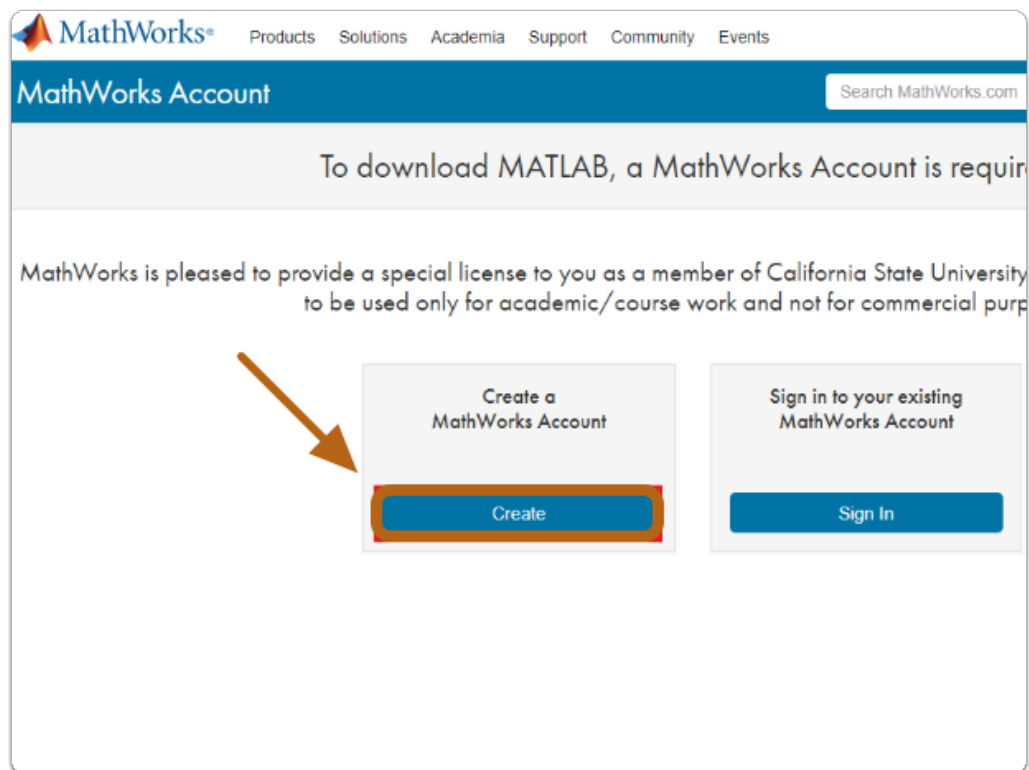 MathWorks®
Products Solutions Academia Support Community Events
MathWorks Account
Search MathWorks.com
To download MATLAB, a MathWorks Account is requir
MathWorks is pleased to provide a special license to you as a member of California State University
to be used only for academic/course work and not for commercial purp
Create a
MathWorks Account
Create
Sign in to your existing
MathWorks Account
Sign In